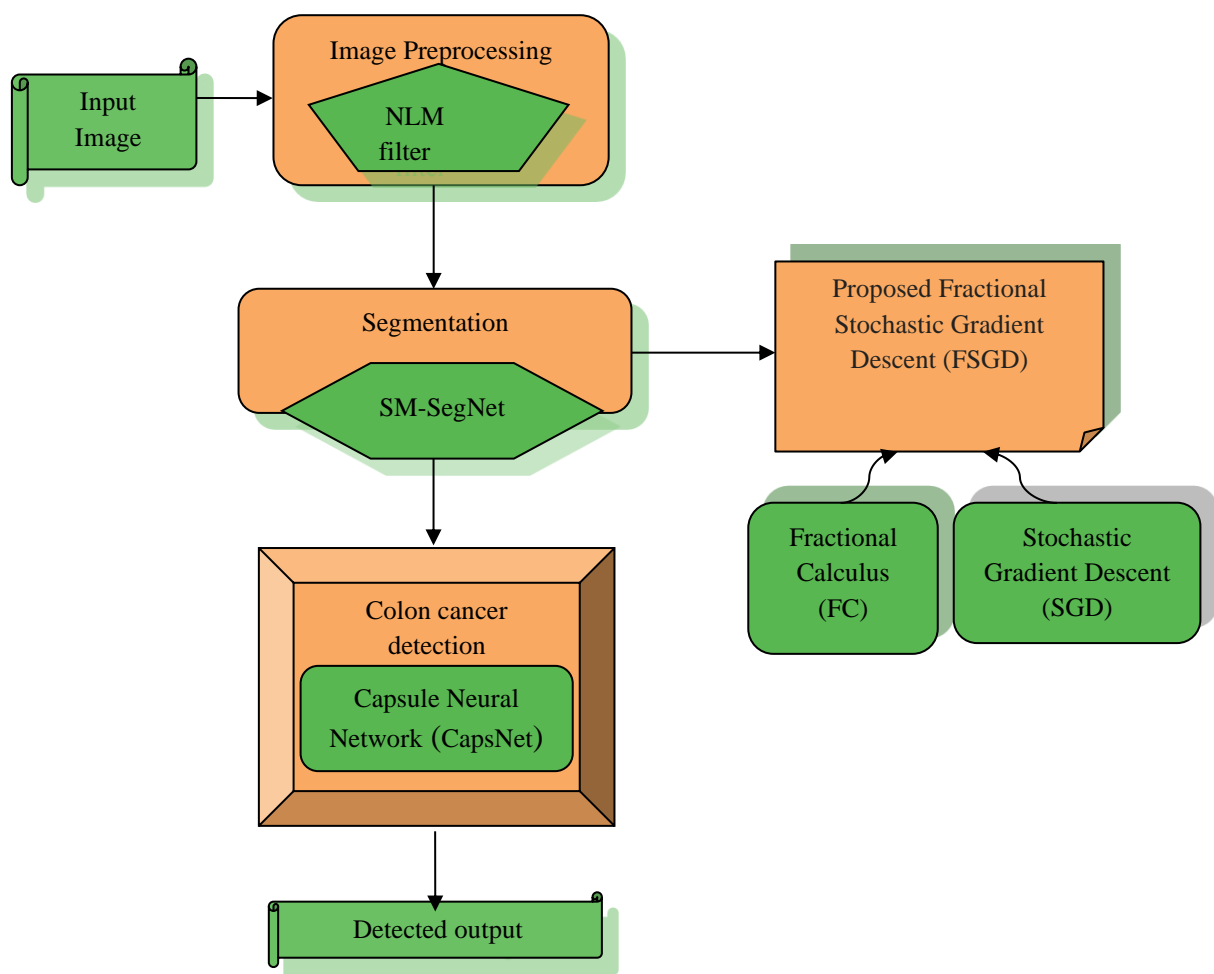 Input
Image
Image Preprocessing
NLM
filter
Segmentation
SM-SegNet
Proposed Fractional
Stochastic Gradient
Descent (FSGD)
Fractional
Calculus
(FC)
Stochastic
Gradient Descent
(SGD)
Colon cancer
detection
Capsule Neural
Network (CapsNet)
Detected output